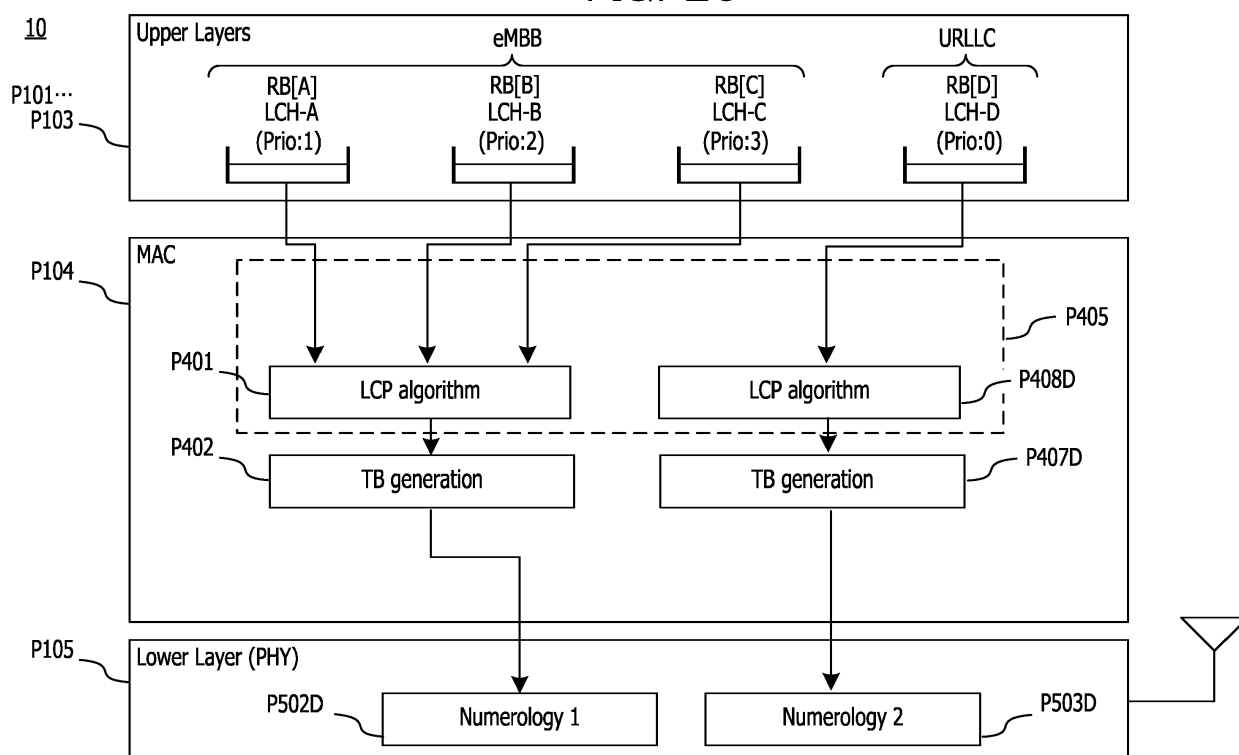 10
Upper Layers
eMBB
URLLC
P101…
P103
RB[A]
LCH-A
(Prio:1)
RB[B]
LCH-B
(Prio:2)
RB[C]
LCH-C
(Prio:3)
RB[D]
LCH-D
(Prio:0)
MAC
P104
P405
P401
LCP algorithm
LCP algorithm
P408D
P402
TB generation
TB generation
P407D
P105
Lower Layer (PHY)
P502D
Numerology 1
Numerology 2
P503D